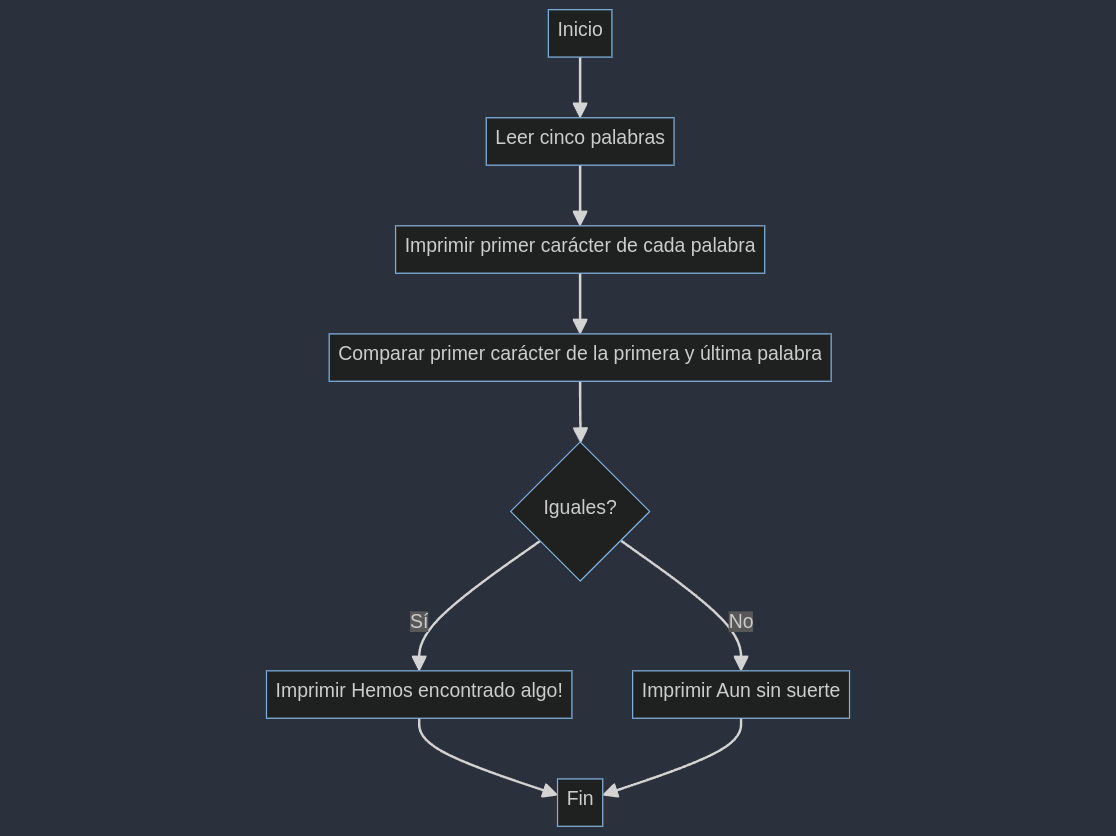 Inicio
Leer cinco palabras
Imprimir primer carácter de cada palabra
Comparar primer carácter de la primera y última palabra
Iguales?
Sí
No
Imprimir Hemos encontrado algo!
Imprimir Aun sin suerte
Fin